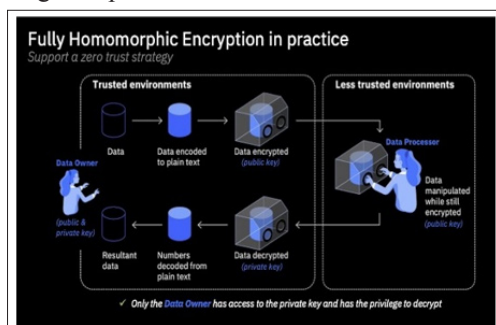 Fully Homomorphic Encryption in practice
Support a zero trust strategy
Trusted environments
Less trusted environments
Data
Data encoded
to plain text
Data encrypted
(public key)
Data Owner
(public &
private key)
Data Processor
Data
manipulated
while still
encrypted
(public key)
Resultant
data
Numbers
decoded from
plain text
Data decrypted
(private key)
✓ Only the Data Owner has access to the private key and has the privilege to decrypt